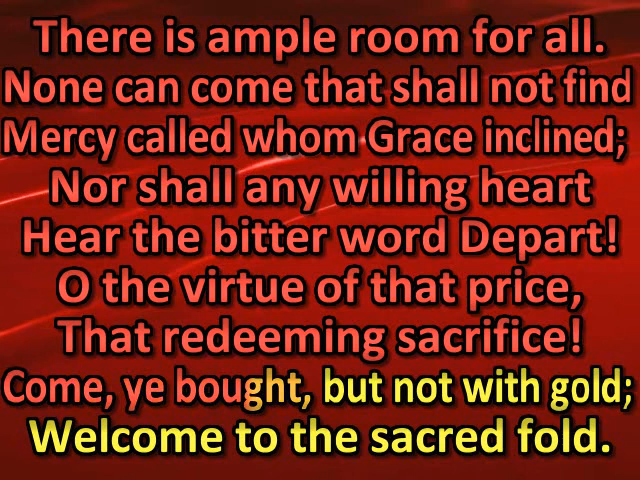 There is ample room for all.
None can come that shall not find
Mercy called whom Grace inclined;
Nor shall any willing heart
Hear the bitter word Depart!
O the virtue of that price,
That redeeming sacrifice!
Come, ye bought, but not with gold;
Welcome to the sacred fold.